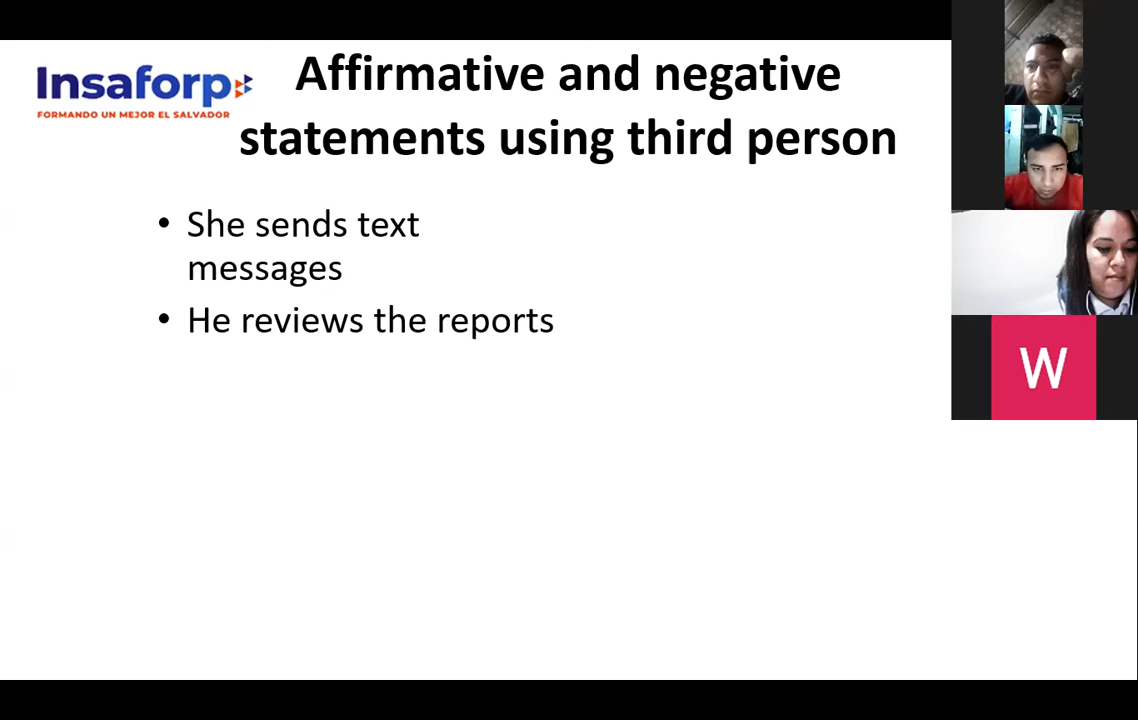 Insaforp
FORMANDO UN MEJOR EL SALVADOR
Affirmative and negative
statements using third person
• She sends text
messages
• He reviews the reports
W